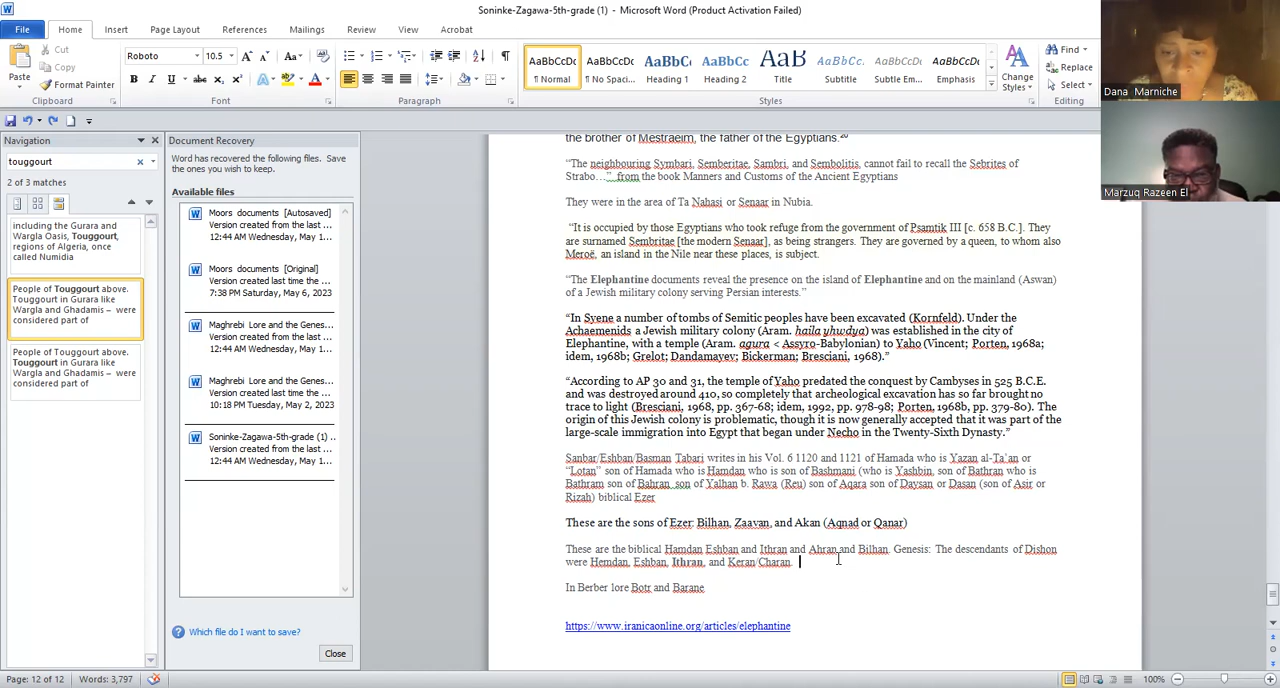 Soninke-Zagawa-5th-grade (1) - Microsoft Word (Product Activation Failed)
File Home Insert Page Layout References Mailings Review View Acrobat
Cut
Copy
Format Painter
Paste
Clipboard
Roboto 10.5
Font
Paragraph
AaBbCcDc AaBbCcDc AaBbC AaBbCc AaB AaBbCc. AaBbCcDa AaBbCcDa
¶ Normal ¶ No Spaci... Heading 1 Heading 2 Title Subtitle Subtle Em... Emphasis
Styles
Change Styles
Find
Replace
Select
Editing
Dana Marniche
Marzuq Razeen El
Navigation
touggourt
2 of 3 matches
including the Gurara and
Wargla Oasis, Touggourt,
regions of Algeria, once
called Numidia
People of Touggourt above.
Touggourt in Gurara like
Wargla and Ghadamis – were
considered part of
People of Touggourt above.
Touggourt in Gurara like
Wargla and Ghadamis – were
considered part of
Document Recovery
Word has recovered the following files. Save
the ones you wish to keep.
Available files
Moors documents [Autosaved]
Version created from the last ...
12:44 AM Wednesday, May 1...
Moors documents [Original]
Version created from the last ...
7:38 PM Saturday, May 6, 2023
Maghrebi Lore and the Genes...
Version created from the last ...
12:44 AM Wednesday, May 1...
Maghrebi Lore and the Genes...
Version created from the last ...
10:18 PM Tuesday, May 2, 2023
Soninke-Zagawa-5th-grade (1) ...
Version created from the last ...
12:44 AM Wednesday, May 1...
Which file do I want to save?
Close
the brother of Mestraeim, the father of the Egyptians.
“The neighbouring Symbari, Semberitae, Sambri, and Sembolitis, cannot fail to recall the Sebrites of
Strabo…” from the book Manners and Customs of the Ancient Egyptians
They were in the area of Ta Nahasi or Senaar in Nubia.
“It is occupied by those Egyptians who took refuge from the government of Psamtik III [c. 658 B.C.]. They
are surnamed Sembritae [the modern Senaar], as being strangers. They are governed by a queen, to whom also
Meroë, an island in the Nile near these places, is subject.
“The Elephantine documents reveal the presence on the island of Elephantine and on the mainland (Aswan)
of a Jewish military colony serving Persian interests.”
“In Syene a number of tombs of Semitic peoples have been excavated (Kornfeld). Under the
Achaemenids a Jewish military colony (Aram. haila yhwdya) was established in the city of
Elephantine, with a temple (Aram. agura < Assyro-Babylonian) to Yaho (Vincent; Porten, 1968a;
idem, 1968b; Grelot; Dandamayev; Bickerman; Bresciani, 1968).”
“According to AP 30 and 31, the temple of Yaho predated the conquest by Cambyses in 525 B.C.E.
and was destroyed around 410, so completely that archeological excavation has so far brought no
trace to light (Bresciani, 1968, pp. 367-68; idem, 1992, pp. 978-98; Porten, 1968b, pp. 379-80). The
origin of this Jewish colony is problematic, though it is now generally accepted that it was part of the
large-scale immigration into Egypt that began under Necho in the Twenty-Sixth Dynasty.”
Sanbar/Eshban/Basman Tabari writes in his Vol. 6 1120 and 1121 of Hamada who is Yazan al-Ta’an or
“Lotan” son of Hamada who is Hamdan who is son of Bashmani (who is Yashbin, son of Bathran who is
Bathram son of Bahran son of Yalhan b. Rawa (Reu) son of Aqara son of Daysan or Dasan (son of Asir or
Rizah) biblical Ezer
These are the sons of Ezer: Bilhan, Zaavan, and Akan (Aqnad or Qanar)
These are the biblical Hamdan Eshban and Ithran and Ahran and Bilhan. Genesis: The descendants of Dishon
were Hemdan, Eshban, Ithran, and Keran/Charan.
In Berber lore Botr and Barane
https://www.iranicaonline.org/articles/elephantine
Page: 12 of 12 Words: 3,797 100%